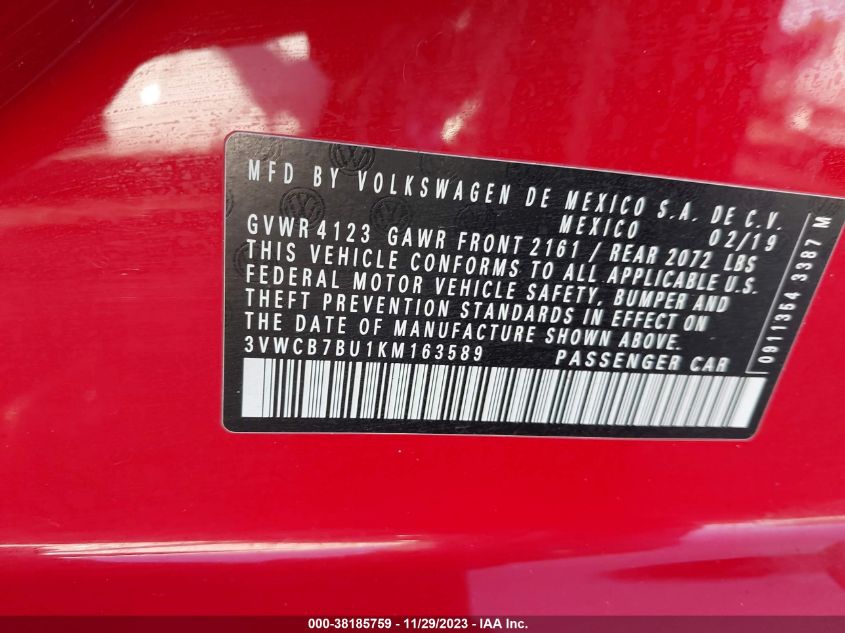 MFD BY VOLKSWAGEN DE MEXICO S.A. DE C.V.
MEXICO 02/19
GVWR 4123 GAWR FRONT 2161 / REAR 2072 LBS
THIS VEHICLE CONFORMS TO ALL APPLICABLE U.S.
FEDERAL MOTOR VEHICLE SAFETY, BUMPER AND
THEFT PREVENTION STANDARDS IN EFFECT ON
THE DATE OF MANUFACTURE SHOWN ABOVE.
3VWCB7BU1KM163589 PASSENGER CAR
0911354 3387 M
000-38185759 | 11/29/2023 - IAA Inc.